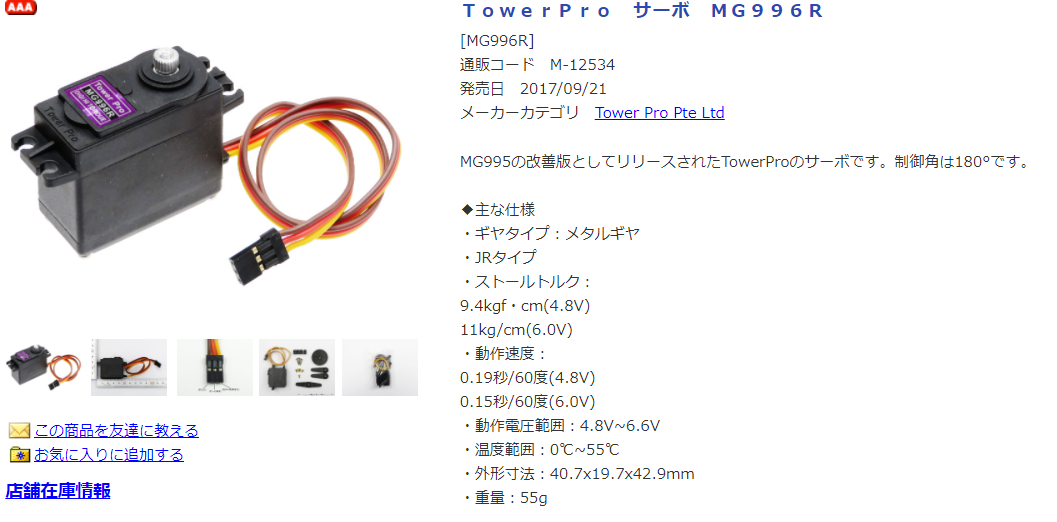 AAA
TowerPro サーボ MG996R
[MG996R]
通販コード M-12534
発売日 2017/09/21
メーカーカテゴリ Tower Pro Pte Ltd
MG995の改善版としてリリースされたTowerProのサーボです。制御角は180°です。
◆主な仕様
・ギヤタイプ：メタルギヤ
・JRタイプ
・ストールトルク：
9.4kgf・cm(4.8V)
11kg/cm(6.0V)
・動作速度：
0.19秒/60度(4.8V)
0.15秒/60度(6.0V)
・動作電圧範囲：4.8V~6.6V
・温度範囲：0℃~55℃
・外形寸法：40.7x19.7x42.9mm
・重量：55g
Tower Pro
MG996R
Tower Pro
この商品を友達に教える
お気に入りに追加する
店舗在庫情報